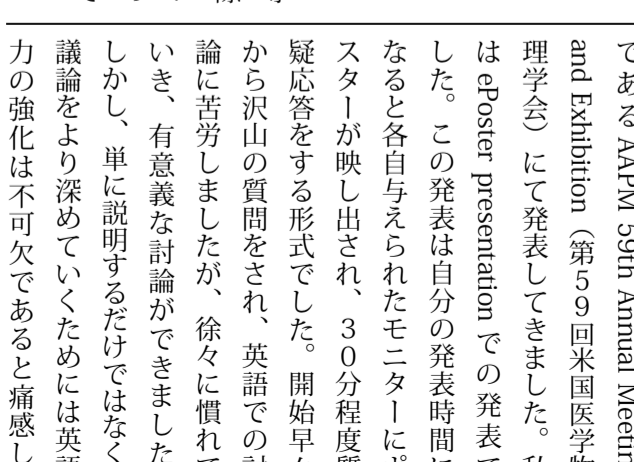 である AAPM 59th Annual Meetin
and Exhibition（第59回米国医学物
理学会）にて発表してきました。私
は ePoster presentation での発表で
した。この発表は自分の発表時間に
なると各自与えられたモニターにポ
スターが映し出され、30分程度質
疑応答をする形式でした。開始早々
から沢山の質問をされ、英語での討
論に苦労しましたが、徐々に慣れて
いき、有意義な討論ができました
しかし、単に説明するだけではなく
議論をより深めていくためには英語
力の強化は不可欠であると痛感し